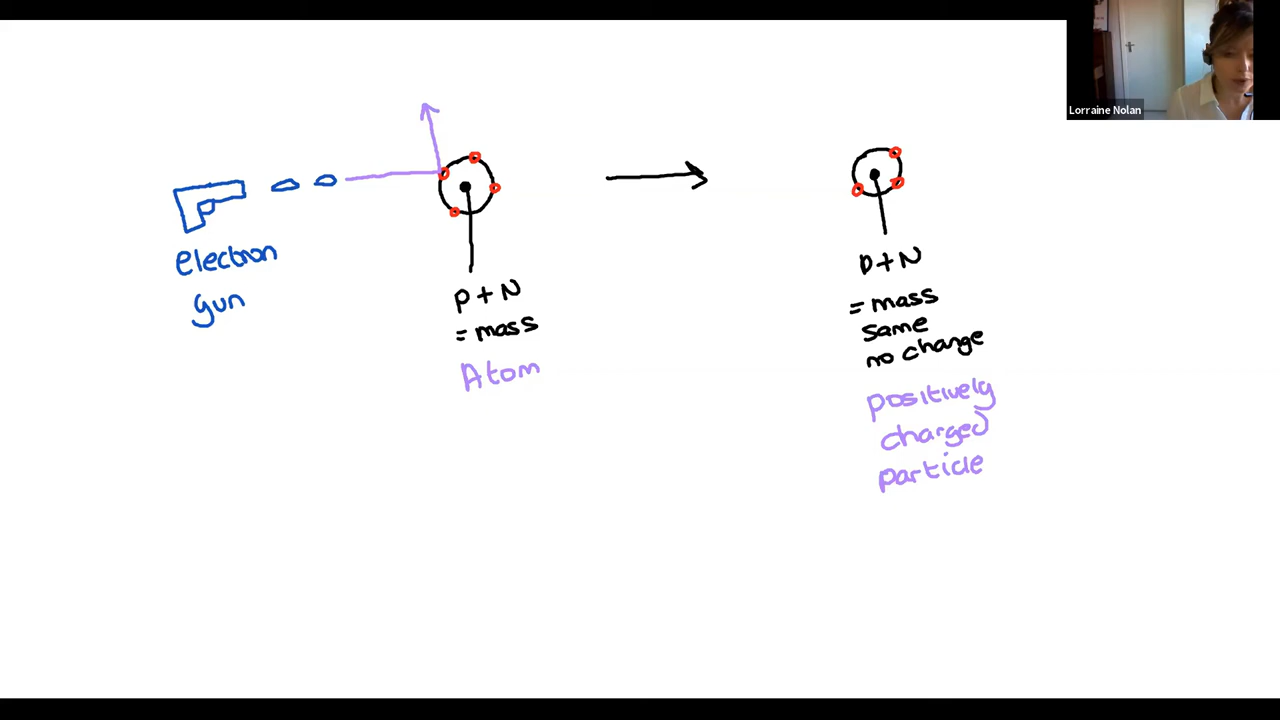 Lorraine Nolan
electron
gun
P + N
= mass
Atom
P + N
= mass
same
no change
positively
charged
particle